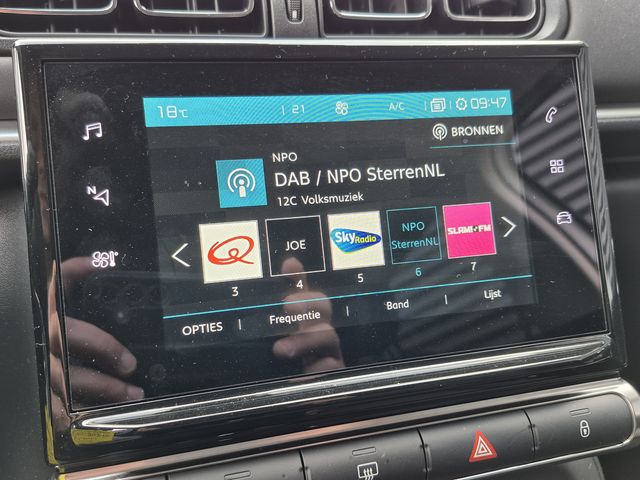 18°C 21 A/C 09:47
BRONNEN
NPO
DAB / NPO SterrenNL
12C Volksmuziek
Q JOE Sky Radio NPO SterrenNL SLAM!FM
3 4 5 6 7
OPTIES | Frequentie | Band | Lijst
N